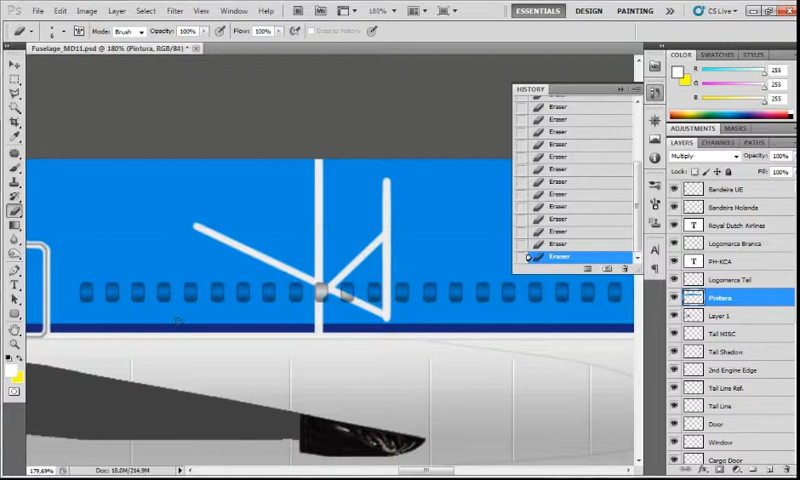 File Edit Image Layer Select Filter Analysis 3D View Window Help 180% ESSENTIALS DESIGN PAINTING CS Live
Mode: Brush Opacity: 100% Flow: 100% Erase to History
Fuselage_MD11.psd @ 180% (Pintura, RGB/8#) *
COLOR SWATCHES STYLES
R 255
G 255
B 255
HISTORY
Eraser
Eraser
Eraser
Eraser
Eraser
Eraser
Eraser
Eraser
Eraser
Eraser
Eraser
Eraser
Eraser
ADJUSTMENTS MASKS
LAYERS CHANNELS PATHS
Multiply Opacity: 100%
Lock: Fill: 100%
Bandeira UE
Bandeira Holanda
T Royal Dutch Airlines
Logomarca Branca
T PH-KCA
Logomarca Tail
Pintura
Layer 1
Tail MISC
Tail Shadow
2nd Engine Edge
Tail Line Ref.
Tail Line
Door
Window
Cargo Door
179,69% Doc: 18,0M/214,9M